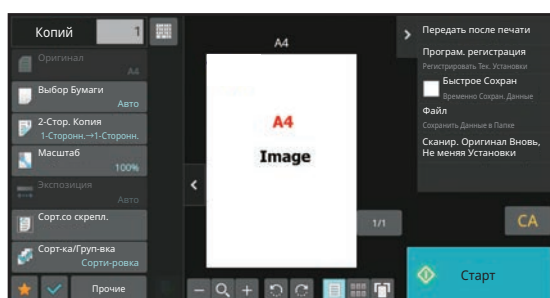 Копий
1
Оригинал
A4
Выбор Бумаги
Авто
2-Стор. Копия
1-Сторонн.→1-Сторонн.
Масштаб
100%
Экспозиция
Авто
Сорт.со скрепл.
Сорт-ка/Груп-вка
Сорти-ровка
Прочие
A4
A4
Image
1/1
Передать после печати
Програм. регистрация
Регистрировать Тек. Установки
Быстрое Сохран
Временно Сохран. Данные
Файл
Сохранить Данные в Папке
Сканир. Оригинал Вновь,
Не меняя Установки
CA
Старт